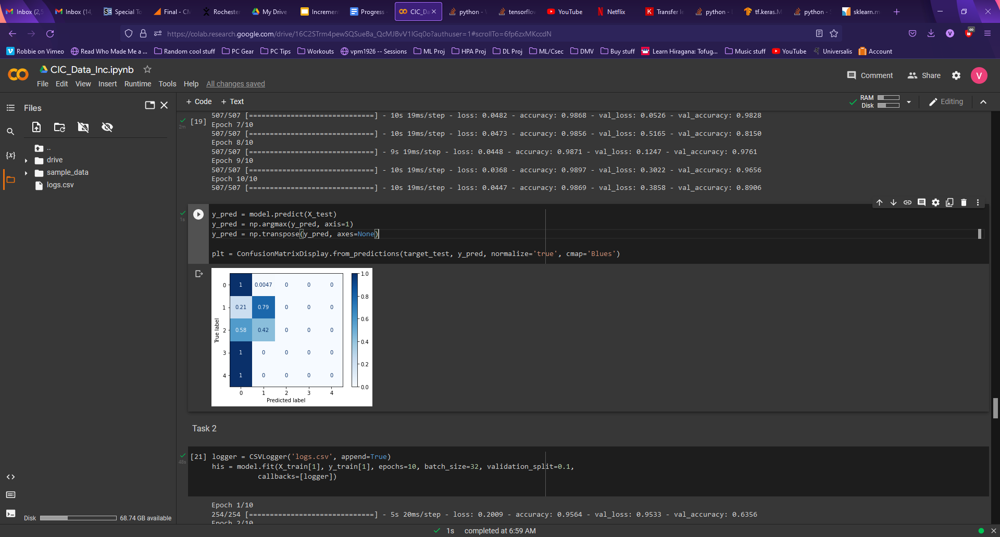 Inbox (2,5
Inbox (14,
Special To
Final - CM
Rochester
My Drive
Increment
Progress
CIC_Da
python -
tensorflow
YouTube
Netflix
Transfer le
python -
tf.keras.M
python -
sklearn.m
https://colab.research.google.com/drive/16C2STrm4pewSQSueBa_QcMJBvV1lGq0o?authuser=1#scrollTo=6fp6zxMKccdN
Robbie on Vimeo
Read Who Made Me a ...
Random cool stuff
PC Gear
PC Tips
Workouts
vpm1926 -- Sessions
ML Proj
HPA Proj
DL Proj
ML/Csec
DMV
Buy stuff
Learn Hiragana: Tofug...
Music stuff
YouTube
Universalis
Account
CIC_Data_Inc.ipynb
File Edit View Insert Runtime Tools Help All changes saved
Comment
Share
V
Files
+ Code + Text
RAM
Disk
Editing
..
drive
sample_data
logs.csv
[19]
2m
507/507 [==============================] - 10s 19ms/step - loss: 0.0482 - accuracy: 0.9868 - val_loss: 0.0526 - val_accuracy: 0.9828
Epoch 7/10
507/507 [==============================] - 10s 19ms/step - loss: 0.0473 - accuracy: 0.9856 - val_loss: 0.5165 - val_accuracy: 0.8150
Epoch 8/10
507/507 [==============================] - 9s 19ms/step - loss: 0.0448 - accuracy: 0.9871 - val_loss: 0.1247 - val_accuracy: 0.9761
Epoch 9/10
507/507 [==============================] - 10s 19ms/step - loss: 0.0368 - accuracy: 0.9897 - val_loss: 0.3022 - val_accuracy: 0.9656
Epoch 10/10
507/507 [==============================] - 10s 19ms/step - loss: 0.0447 - accuracy: 0.9869 - val_loss: 0.3858 - val_accuracy: 0.8906
1s
y_pred = model.predict(X_test)
y_pred = np.argmax(y_pred, axis=1)
y_pred = np.transpose(y_pred, axes=None)
plt = ConfusionMatrixDisplay.from_predictions(target_test, y_pred, normalize='true', cmap='Blues')
0 1 0.0047 0 0 0
1 0.21 0.79 0 0 0
2 0.58 0.42 0 0 0
3 1 0 0 0 0
4 1 0 0 0 0
0 1 2 3 4
Predicted label
True label
1.0
0.8
0.6
0.4
0.2
0.0
Task 2
[21]
48s
logger = CSVLogger('logs.csv', append=True)
his = model.fit(X_train[1], y_train[1], epochs=10, batch_size=32, validation_split=0.1,
callbacks=[logger])
Epoch 1/10
254/254 [==============================] - 5s 20ms/step - loss: 0.2009 - accuracy: 0.9564 - val_loss: 0.9533 - val_accuracy: 0.6356
Epoch 2/10
Disk
68.74 GB available
1s completed at 6:59 AM